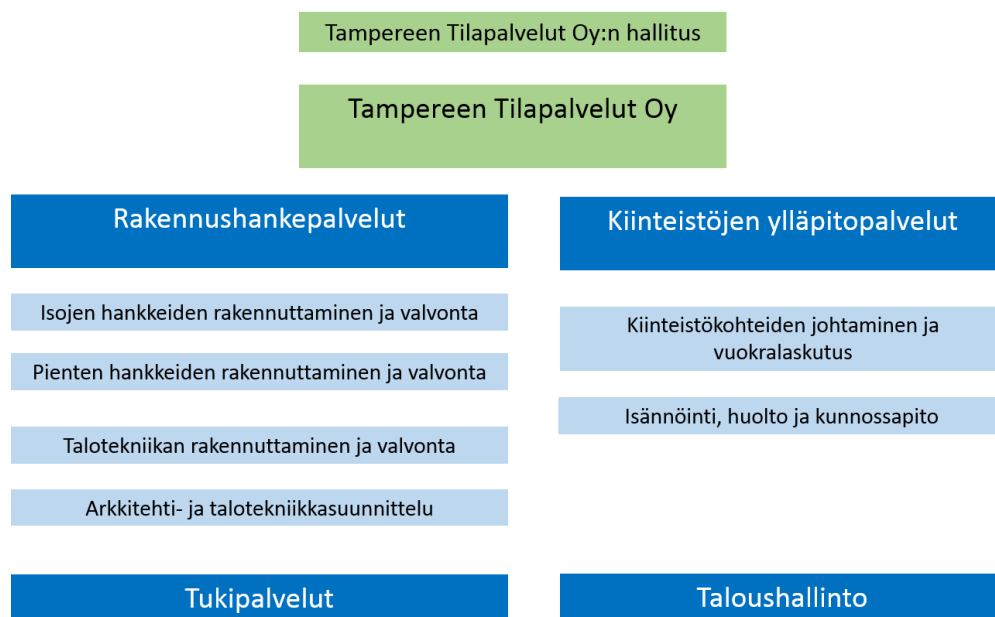 Tampereen Tilapalvelut Oy:n hallitus
Tampereen Tilapalvelut Oy
Rakennushankepalvelut
Isojen hankkeiden rakennuttaminen ja valvonta
Pienten hankkeiden rakennuttaminen ja valvonta
Talotekniikan rakennuttaminen ja valvonta
Arkkitehti- ja talotekniikkasuunnittelu
Tukipalvelut
Kiinteistöjen ylläpitopalvelut
Kiinteistökohteiden johtaminen ja
vuokralaskutus
Isännöinti, huolto ja kunnossapito
Taloushallinto